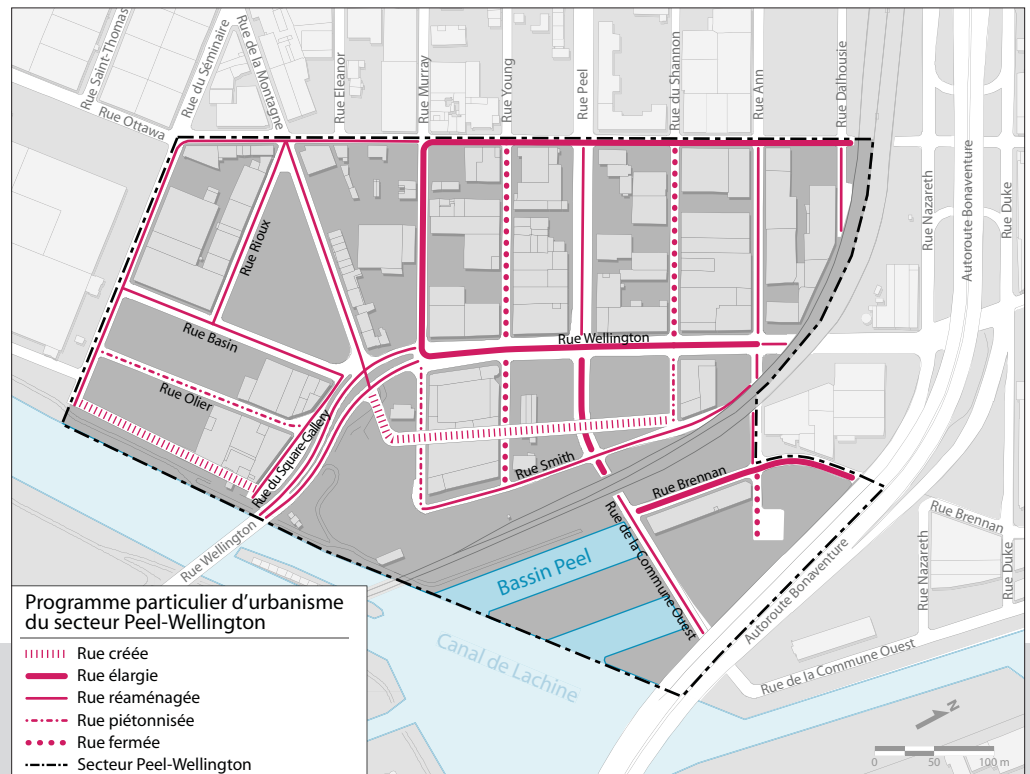 Rue Saint-Thomas
Rue du Séminaire
Rue de la Montagne
Rue Eleanor
Rue Murray
Rue Young
Rue Peel
Rue du Shannon
Rue Ann
Rue Dalhousie
Rue Ottawa
Rue Nazareth
Autoroute Bonaventure
Rue Duke
Rue Rioux
Rue Basin
Rue Wellington
Rue Olier
Rue du Square-Gallery
Rue Smith
Rue Brennan
Rue de la Commune Ouest
Rue Wellington
Bassin Peel
Autoroute Bonaventure
Rue Brennan
Rue Nazareth
Rue Duke
Canal de Lachine
Rue de la Commune Ouest
Programme particulier d'urbanisme
du secteur Peel-Wellington
Rue créée
Rue élargie
Rue réaménagée
Rue piétonnisée
Rue fermée
Secteur Peel-Wellington
N
0 50 100 m